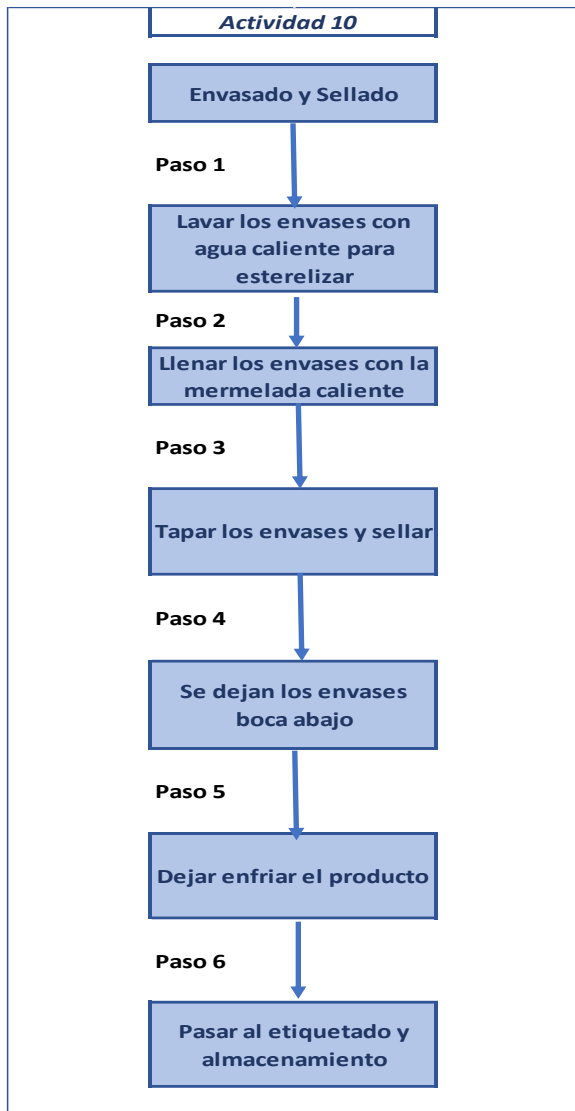 Actividad 10
Envasado y Sellado
Paso 1
Lavar los envases con
agua caliente para
esterelizar
Paso 2
Llenar los envases con la
mermelada caliente
Paso 3
Tapar los envases y sellar
Paso 4
Se dejan los envases
boca abajo
Paso 5
Dejar enfriar el producto
Paso 6
Pasar al etiquetado y
almacenamiento